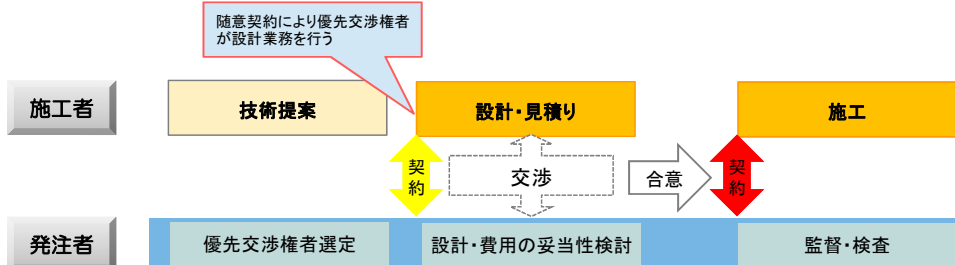 随意契約により優先交渉権者
が設計業務を行う
施工者
技術提案
設計・見積り
施工
契
約
交渉
合意
契
約
発注者
優先交渉権者選定
設計・費用の妥当性検討
監督・検査